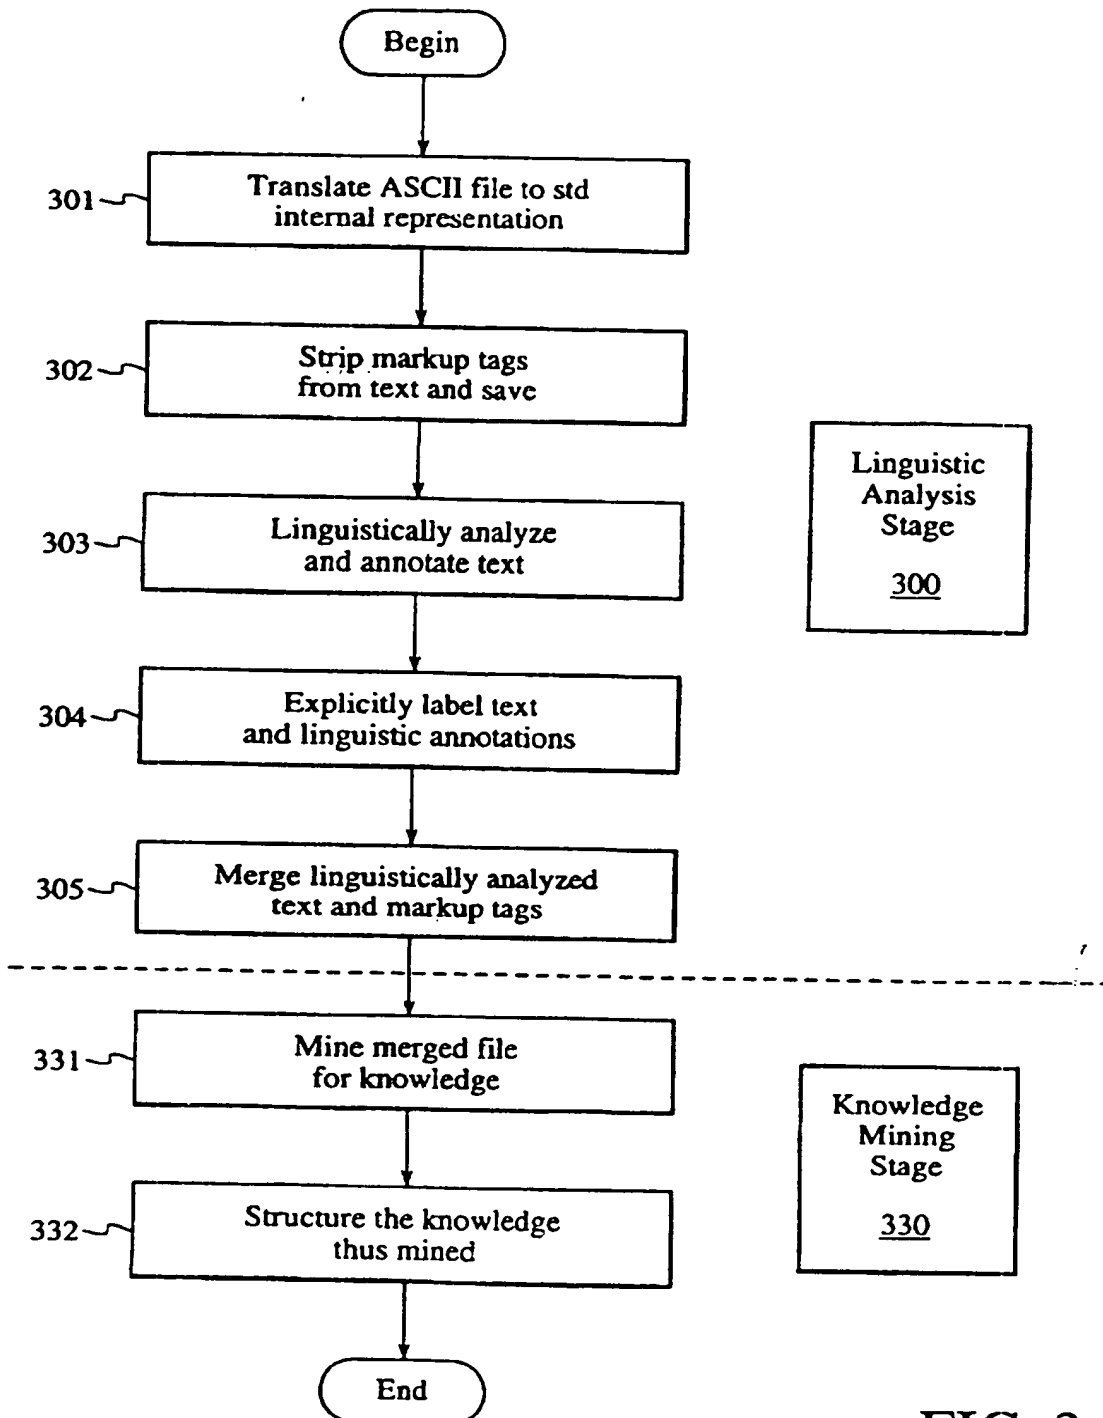 Begin
301
Translate ASCII file to std
internal representation
302
Strip markup tags
from text and save
Linguistic
Analysis
Stage
300
303
Linguistically analyze
and annotate text
304
Explicitly label text
and linguistic annotations
305
Merge linguistically analyzed
text and markup tags
331
Mine merged file
for knowledge
Knowledge
Mining
Stage
330
332
Structure the knowledge
thus mined
End
FIG.